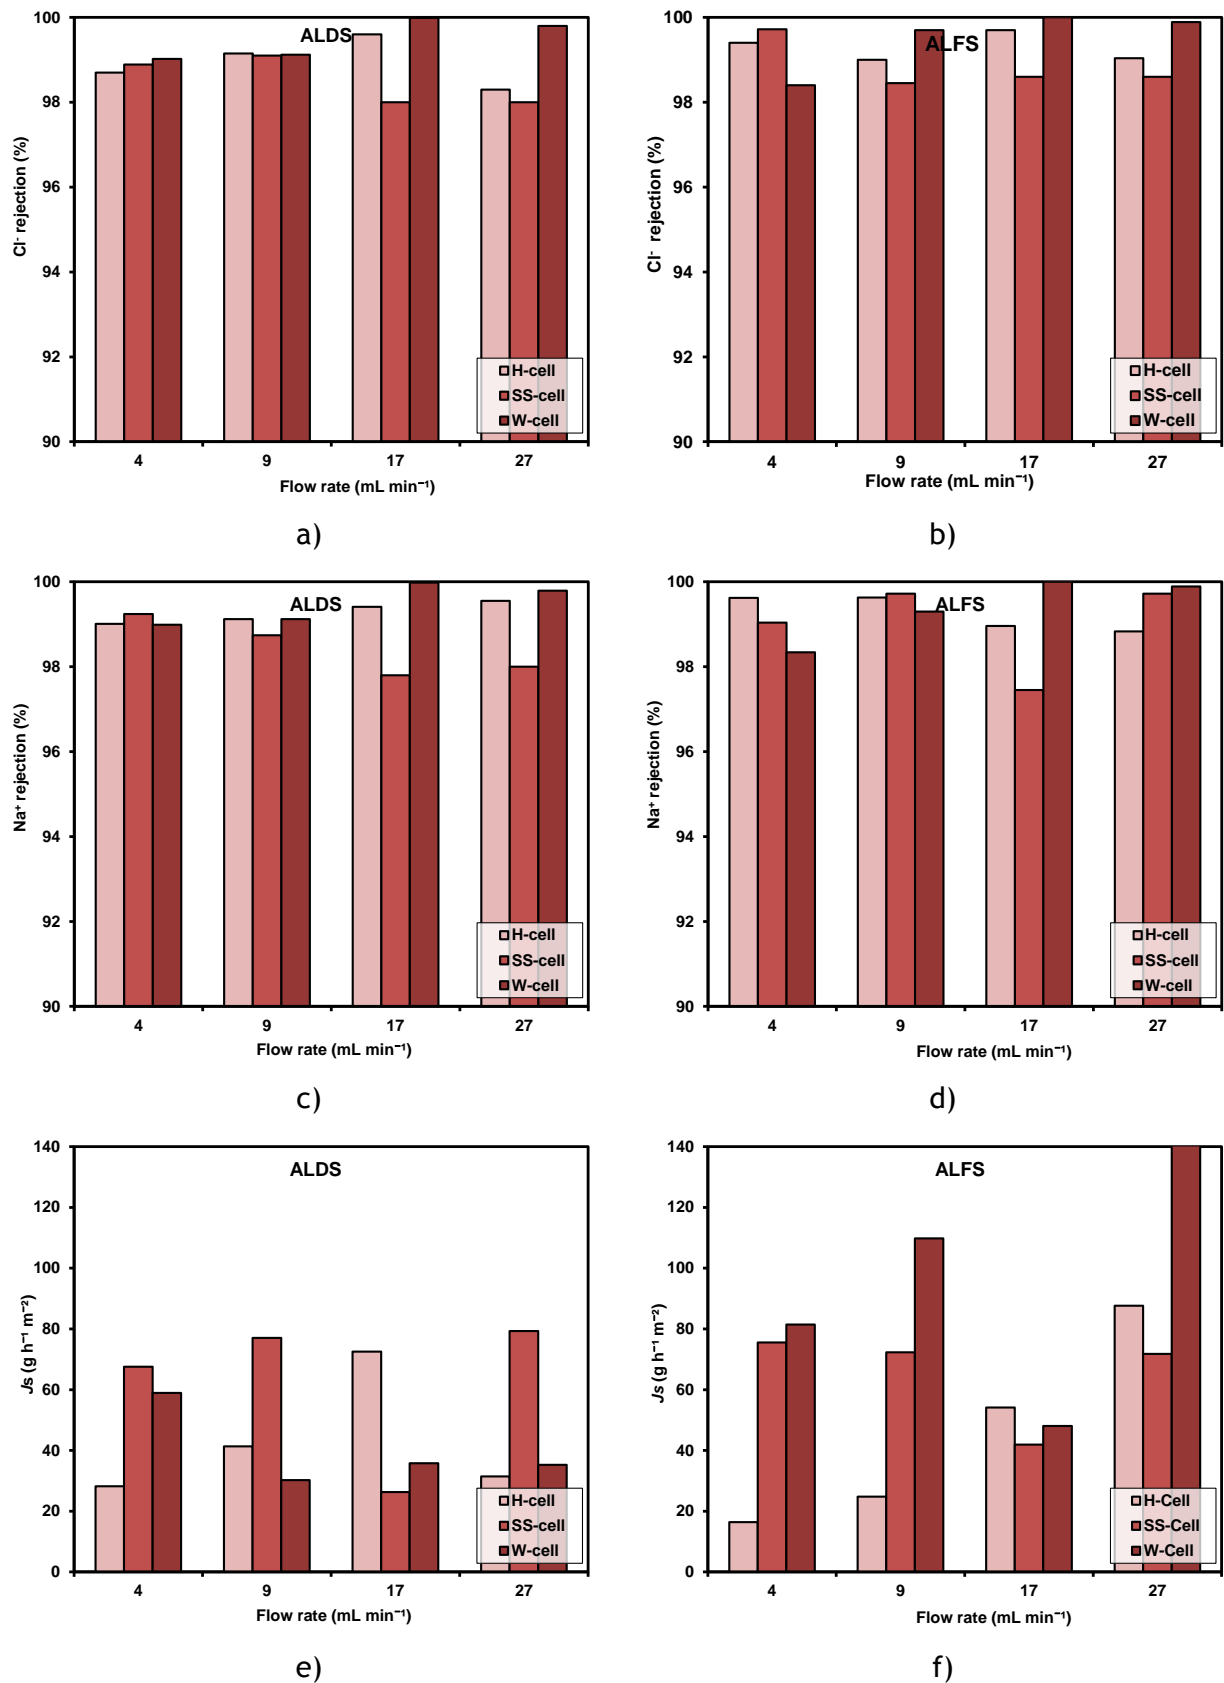 ALDS
Cl- rejection (%)
100
98
96
94
92
90
H-cell
SS-cell
W-cell
4 9 17 27
Flow rate (mL min⁻¹)
a)
ALFS
Cl- rejection (%)
100
98
96
94
92
90
H-cell
SS-cell
W-cell
4 9 17 27
Flow rate (mL min⁻¹)
b)
ALDS
Na⁺ rejection (%)
100
98
96
94
92
90
H-cell
SS-cell
W-cell
4 9 17 27
Flow rate (mL min⁻¹)
c)
ALFS
Na⁺ rejection (%)
100
98
96
94
92
90
H-cell
SS-cell
W-cell
4 9 17 27
Flow rate (mL min⁻¹)
d)
ALDS
Js (g h⁻¹ m⁻²)
140
120
100
80
60
40
20
0
H-cell
SS-cell
W-cell
4 9 17 27
Flow rate (mL min⁻¹)
e)
ALFS
Js (g h⁻¹ m⁻²)
140
120
100
80
60
40
20
0
H-Cell
SS-Cell
W-Cell
4 9 17 27
Flow rate (mL min⁻¹)
f)